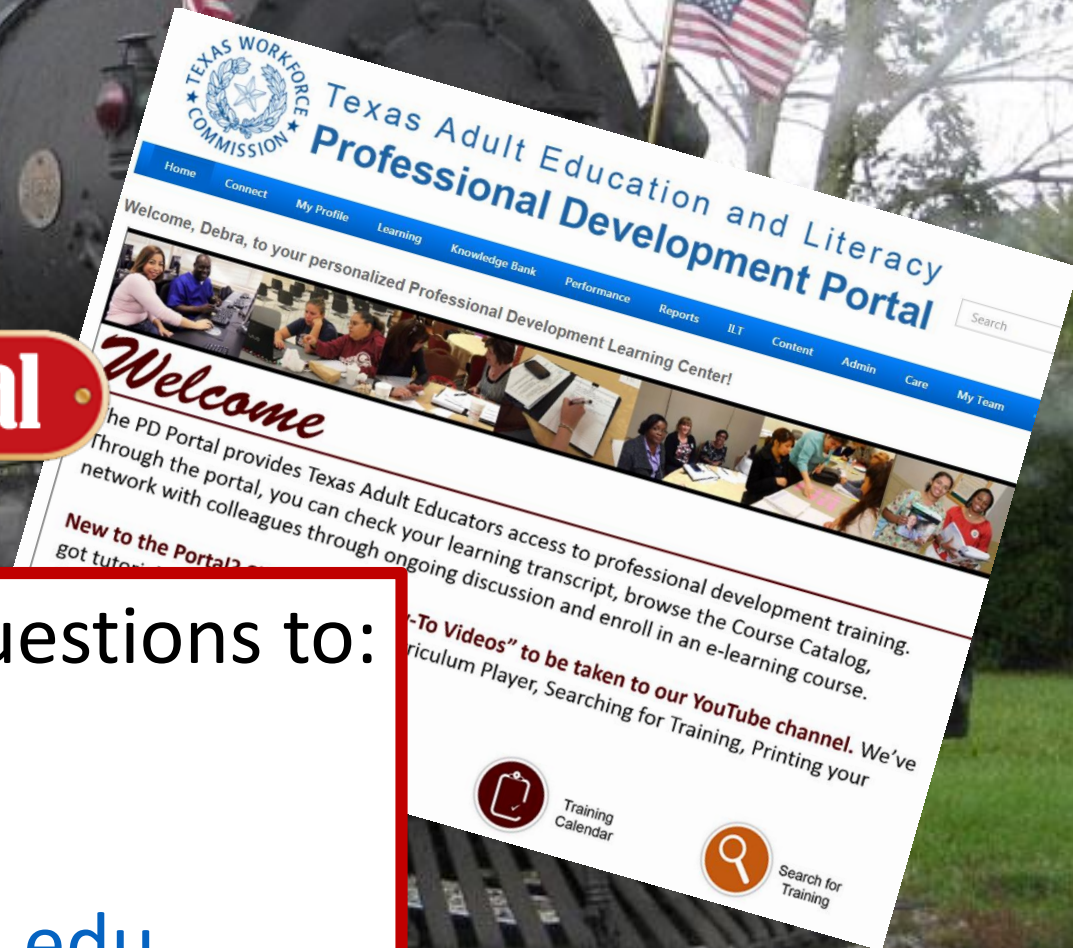 TEXAS WORKFORCE COMMISSION
Texas Adult Education and Literacy
Professional Development Portal
Search
Home Connect My Profile Learning Knowledge Bank Performance Reports ILT Content Admin Care My Team
Welcome, Debra, to your personalized Professional Development Learning Center!
Welcome
he PD Portal provides Texas Adult Educators access to professional development training.
Through the portal, you can check your learning transcript, browse the Course Catalog,
network with colleagues through ongoing discussion and enroll in an e-learning course.
New to the Portal?
-To Videos” to be taken to our YouTube channel. We’ve
got
riculum Player, Searching for Training, Printing your
Training
Calendar
Search for
Training
al
uestions to:
edu